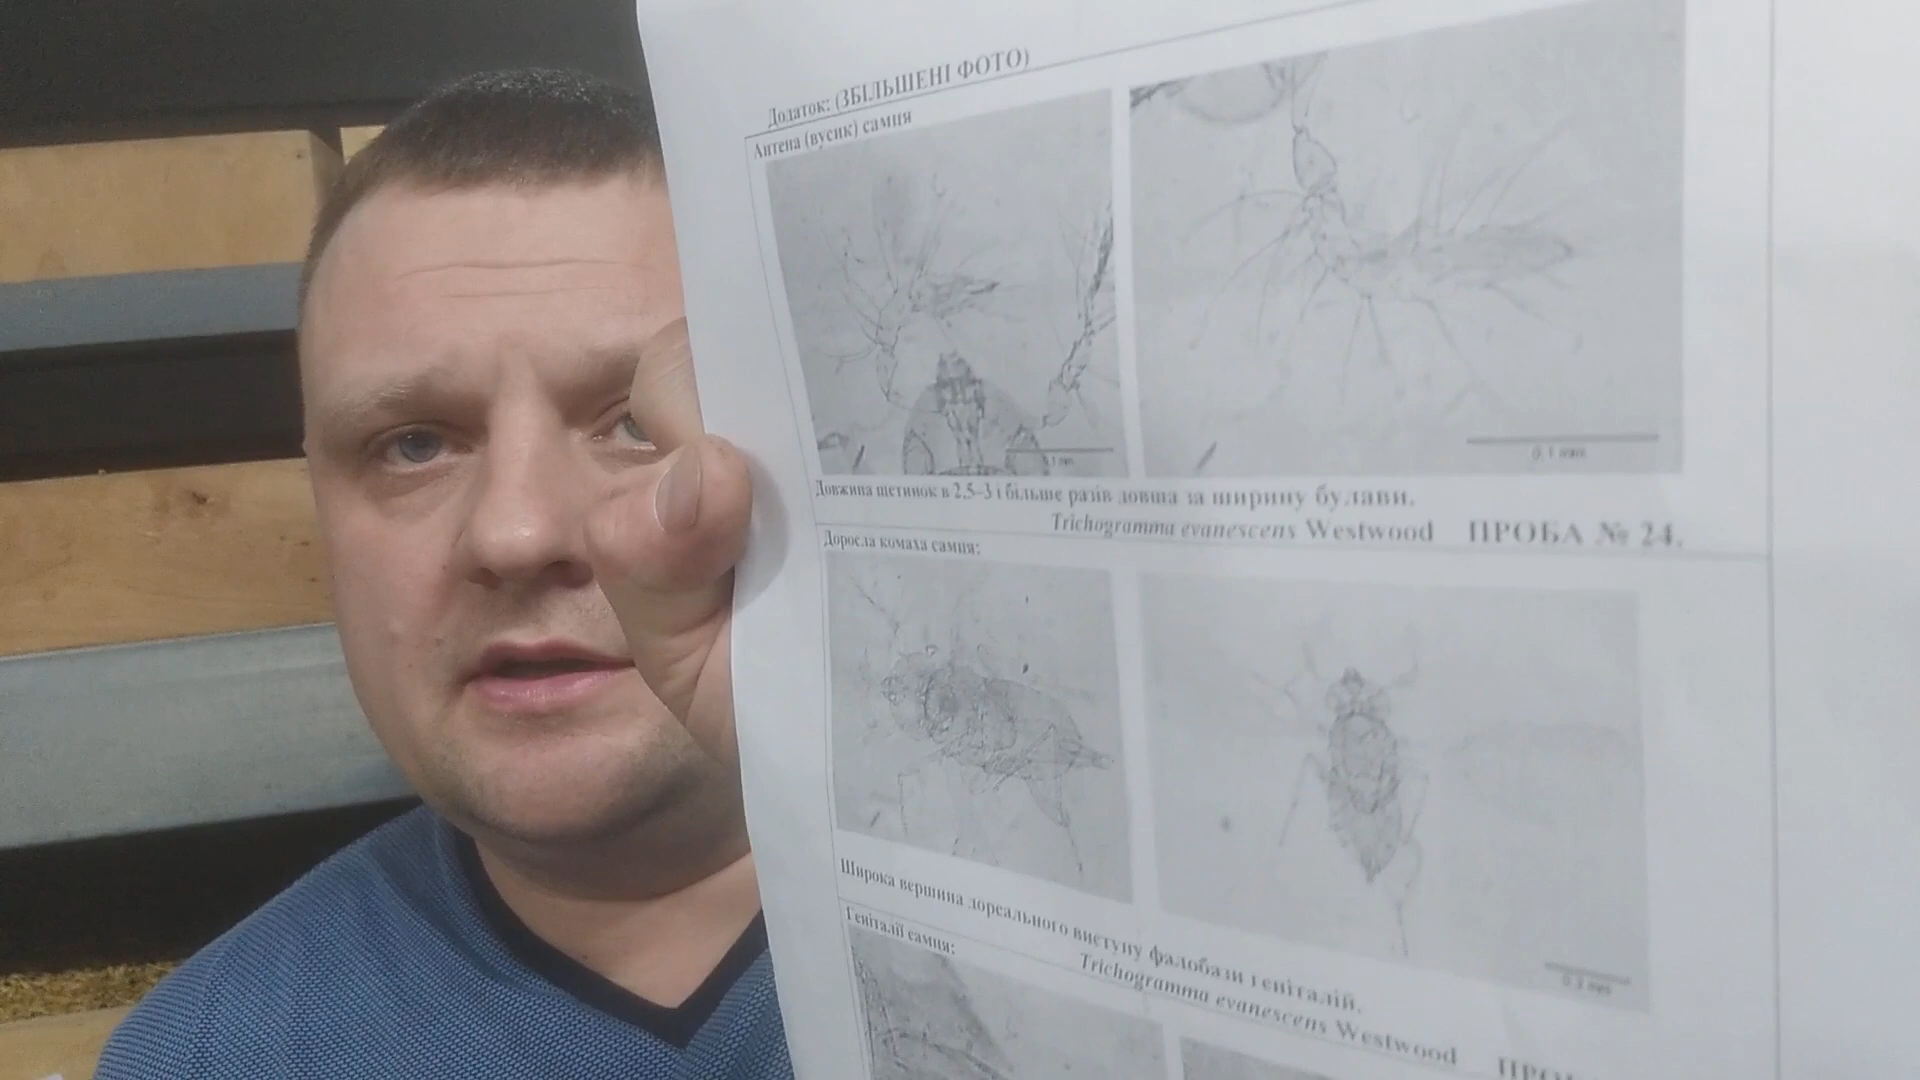 Додаток: (ЗБІЛЬШЕНІ ФОТО)
Антена (вусик) самця
0,1 mm
Довжина щетинок в 2,5–3 і більше разів довша за ширину булави.
Trichogramma evanescens Westwood ПРОБА № 24.
Доросла комаха самця:
Широка вершина дорсального виступу фалобази геніталій.
Trichogramma evanescens Westwood
Геніталії самця: